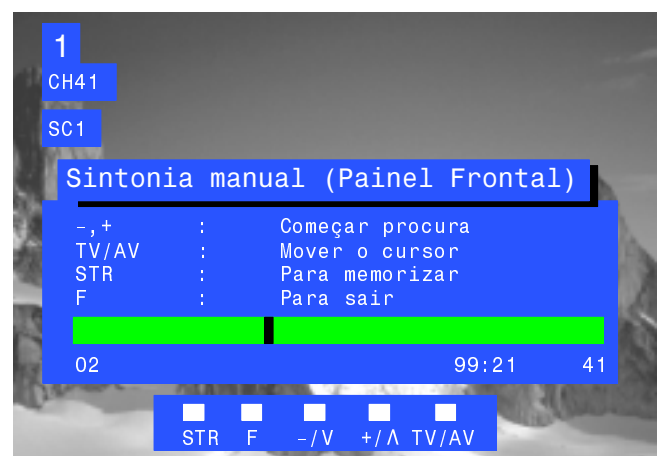 1
CH41
SC1
Sintonia manual (Painel Frontal)
–,+ : Começar procura
TV/AV : Mover o cursor
STR : Para memorizar
F : Para sair
02 99:21 41
STR F –/V +/Λ TV/AV